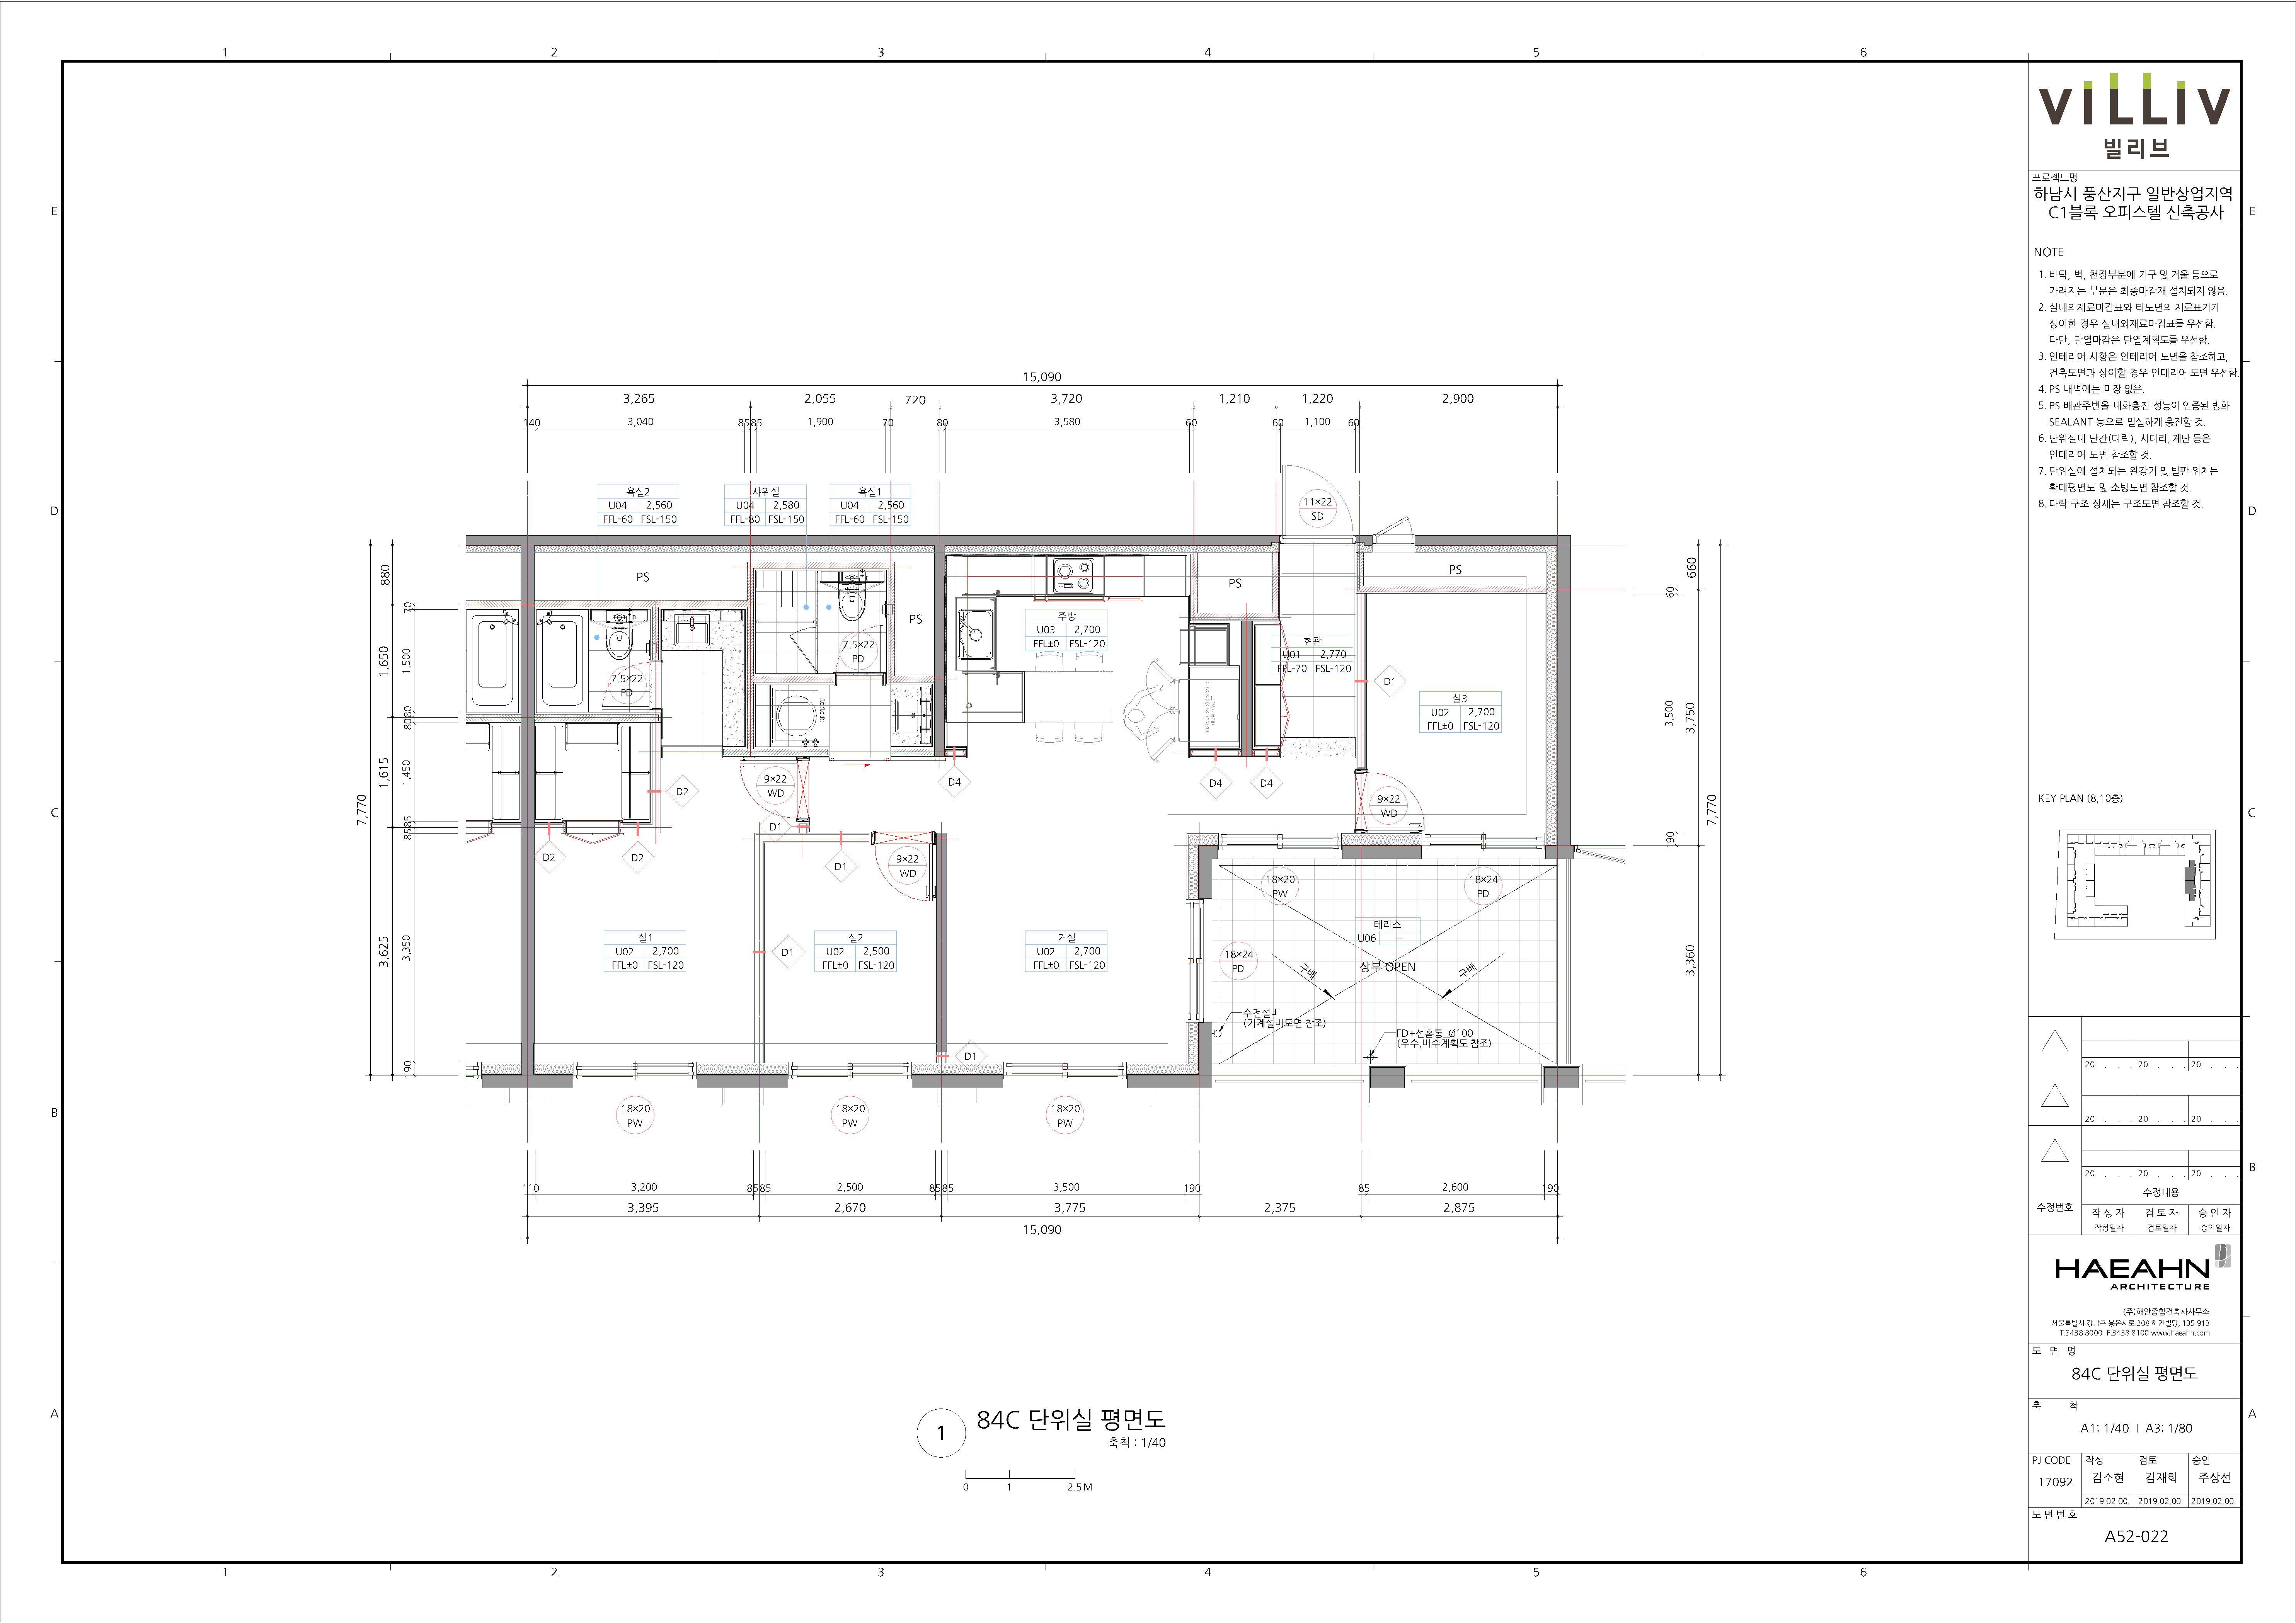 1 2 3 4 5 6
E
D
C
B
A
15,090
3,265 2,055 720 3,720 1,210 1,220 2,900
140 3,040 85 85 1,900 70 80 3,580 60 60 1,100 60
욕실2
U04 2,560
FFL-60 FSL-150
샤워실
U04 2,580
FFL-80 FSL-150
욕실1
U04 2,560
FFL-60 FSL-150
11×22
SD
PS
PS
PS
PS
주방
U03 2,700
FFL±0 FSL-120
현관
U01 2,770
FFL-70 FSL-120
7.5×22
PD
7.5×22
PD
D1
실3
U02 2,700
FFL±0 FSL-120
9×22
WD
D2
D4
D4
D4
9×22
WD
D1
D2
D2
D1
9×22
WD
18×20
PW
18×24
PD
테라스
U06 –
실1
U02 2,700
FFL±0 FSL-120
D1
실2
U02 2,500
FFL±0 FSL-120
거실
U02 2,700
FFL±0 FSL-120
18×24
PD
상부 OPEN
구배
구배
수전설비
(기계설비도면 참조)
FD+선홈통 Ø100
(우수,배수계획도 참조)
D1
18×20
PW
18×20
PW
18×20
PW
7,770
880 1,650 1,615 3,625
70 1,500 80 80 1,450 85 85 3,350 190
660 3,750 3,360
60 3,500 190
7,770
110 3,200 85 85 2,500 85 85 3,500 190 85 2,600 190
3,395 2,670 3,775 2,375 2,875
15,090
1
84C 단위실 평면도
축척 : 1/40
0 1 2.5 M
1 2 3 4 5 6
E
D
C
B
A
VILLIV
빌리브
프로젝트명
하남시 풍산지구 일반상업지역
C1블록 오피스텔 신축공사
NOTE
1. 바닥, 벽, 천장부분에 가구 및 거울 등으로
가려지는 부분은 최종마감재 설치되지 않음.
2. 실내외재료마감표와 타도면의 재료표기가
상이한 경우 실내외재료마감표를 우선함.
다만, 단열마감은 단열계획도를 우선함.
3. 인테리어 사항은 인테리어 도면을 참조하고,
건축도면과 상이할 경우 인테리어 도면 우선함.
4. PS 내벽에는 미장 없음.
5. PS 배관주변을 내화충전 성능이 인증된 방화
SEALANT 등으로 밀실하게 충진할 것.
6. 단위실내 난간(다락), 사다리, 계단 등은
인테리어 도면 참조할 것.
7. 단위실에 설치되는 완강기 및 발판 위치는
확대평면도 및 소방도면 참조할 것.
8. 다락 구조 상세는 구조도면 참조할 것.
KEY PLAN (8,10층)
20 . . . 20 . . . 20 . . .
20 . . . 20 . . . 20 . . .
20 . . . 20 . . . 20 . . .
수정번호
수정내용
작 성 자 검 토 자 승 인 자
작성일자 검토일자 승인일자
HAEAHN
ARCHITECTURE
(주)해안종합건축사사무소
서울특별시 강남구 봉은사로 208 해안빌딩, 135-913
T.3438 8000 F.3438 8100 www.haeahn.com
도 면 명
84C 단위실 평면도
축 척
A1: 1/40 I A3: 1/80
PJ CODE 작성 검토 승인
17092 김소현 김재희 주상선
2019.02.00. 2019.02.00. 2019.02.00.
도 면 번 호
A52-022